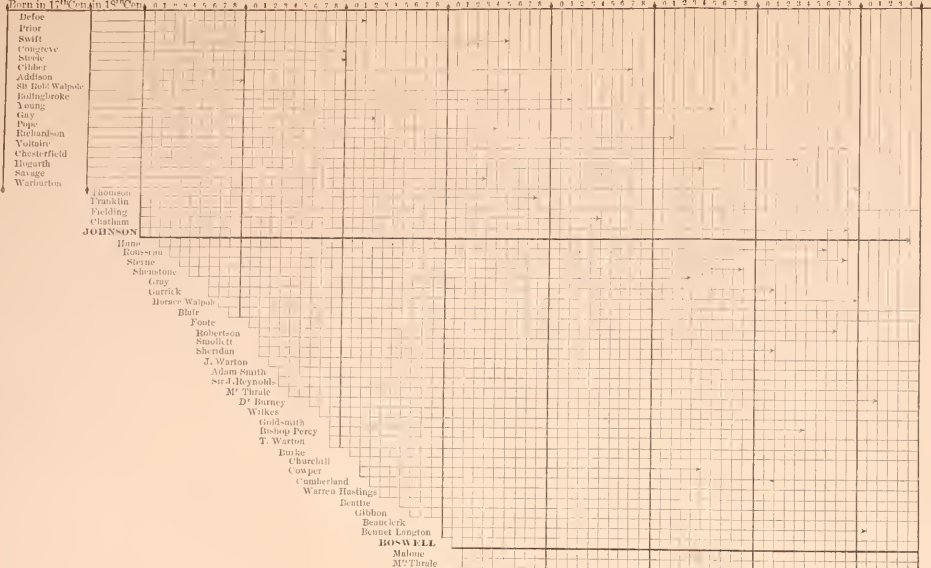 Born in 17th Cen. in 18th Cen.
Defoe
Prior
Swift
Congreve
Steele
Cibber
Addison
Sir Robt Walpole
Bolingbroke
Young
Gay
Pope
Richardson
Voltaire
Chesterfield
Hogarth
Savage
Warburton
Thomson
Franklin
Fielding
Chatham
JOHNSON
Hume
Rousseau
Sterne
Shenstone
Gray
Garrick
Horace Walpole
Blair
Foote
Robertson
Smollett
Sheridan
J. Warton
Adam Smith
Sir J. Reynolds
Mr Thrale
Dr Burney
Wilkes
Goldsmith
Bishop Percy
T. Warton
Burke
Churchill
Cowper
Cumberland
Warren Hastings
Beattie
Gibbon
Beauclerk
Bennet Langton
BOSWELL
Malone
Mrs Thrale